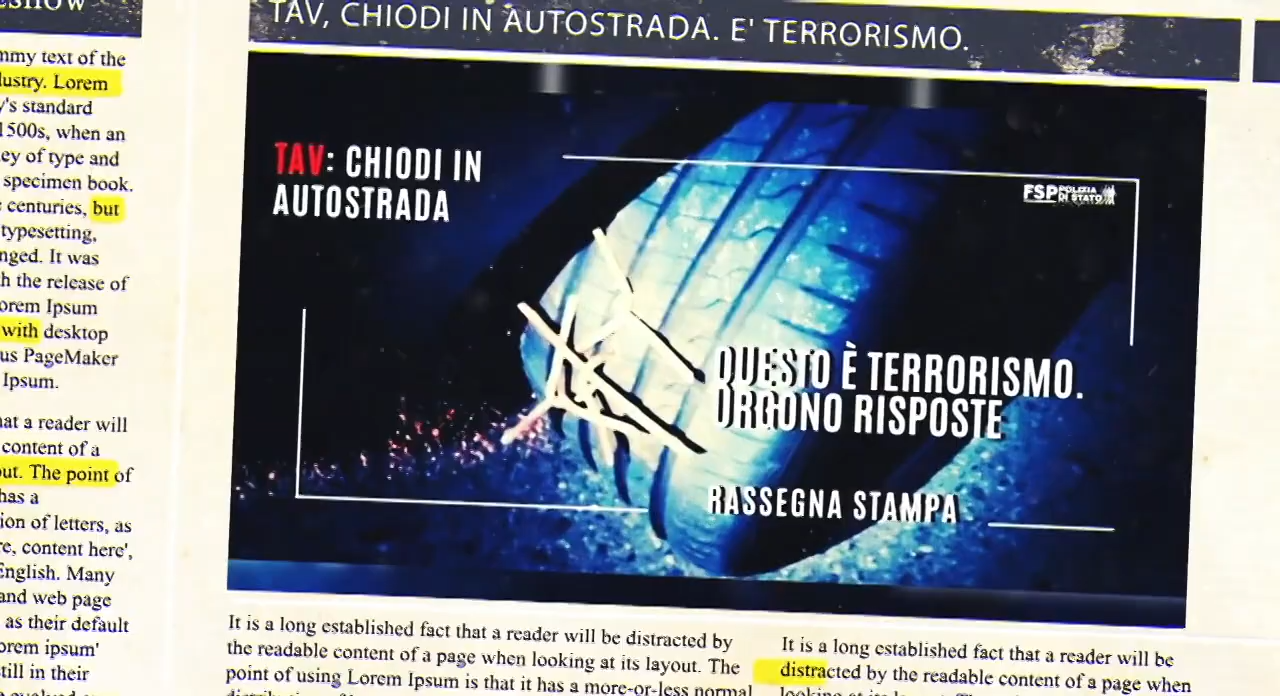 SHOW
mmy text of the
dustry. Lorem
y's standard
1500s, when an
ey of type and
specimen book.
centuries, but
typesetting,
nged. It was
h the release of
orem Ipsum
with desktop
us PageMaker
Ipsum.
hat a reader will
content of a
out. The point of
has a
ion of letters, as
re, content here',
English. Many
and web page
as their default
orem ipsum'
still in their
TAV, CHIODI IN AUTOSTRADA. E' TERRORISMO.
TAV: CHIODI IN
AUTOSTRADA
FSP POLIZIA
DI STATO
QUESTO È TERRORISMO.
URGONO RISPOSTE
RASSEGNA STAMPA
It is a long established fact that a reader will be distracted by
the readable content of a page when looking at its layout. The
point of using Lorem Ipsum is that it has a more-or-less normal
It is a long established fact that a reader will be
distracted by the readable content of a page when